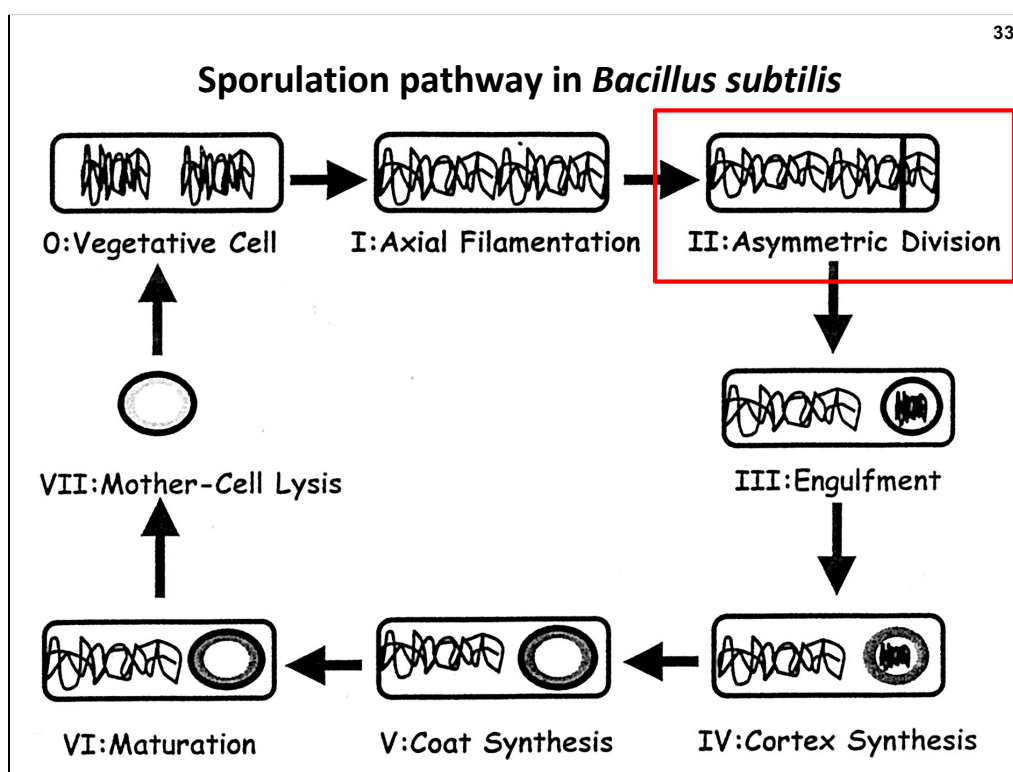 33
Sporulation pathway in Bacillus subtilis
0:Vegetative Cell
I:Axial Filamentation
II:Asymmetric Division
III:Engulfment
VII:Mother-Cell Lysis
VI:Maturation
V:Coat Synthesis
IV:Cortex Synthesis